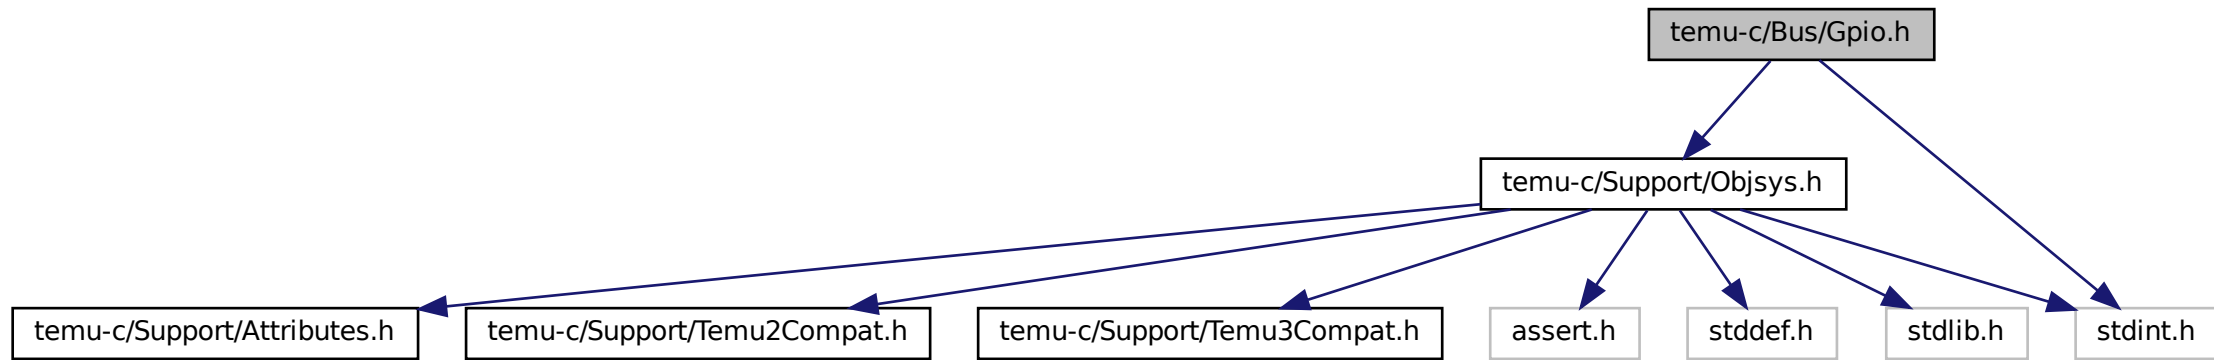 temu-c/Bus/Gpio.h
temu-c/Support/Objsys.h
temu-c/Support/Attributes.h
temu-c/Support/Temu2Compat.h
temu-c/Support/Temu3Compat.h
assert.h
stddef.h
stdlib.h
stdint.h